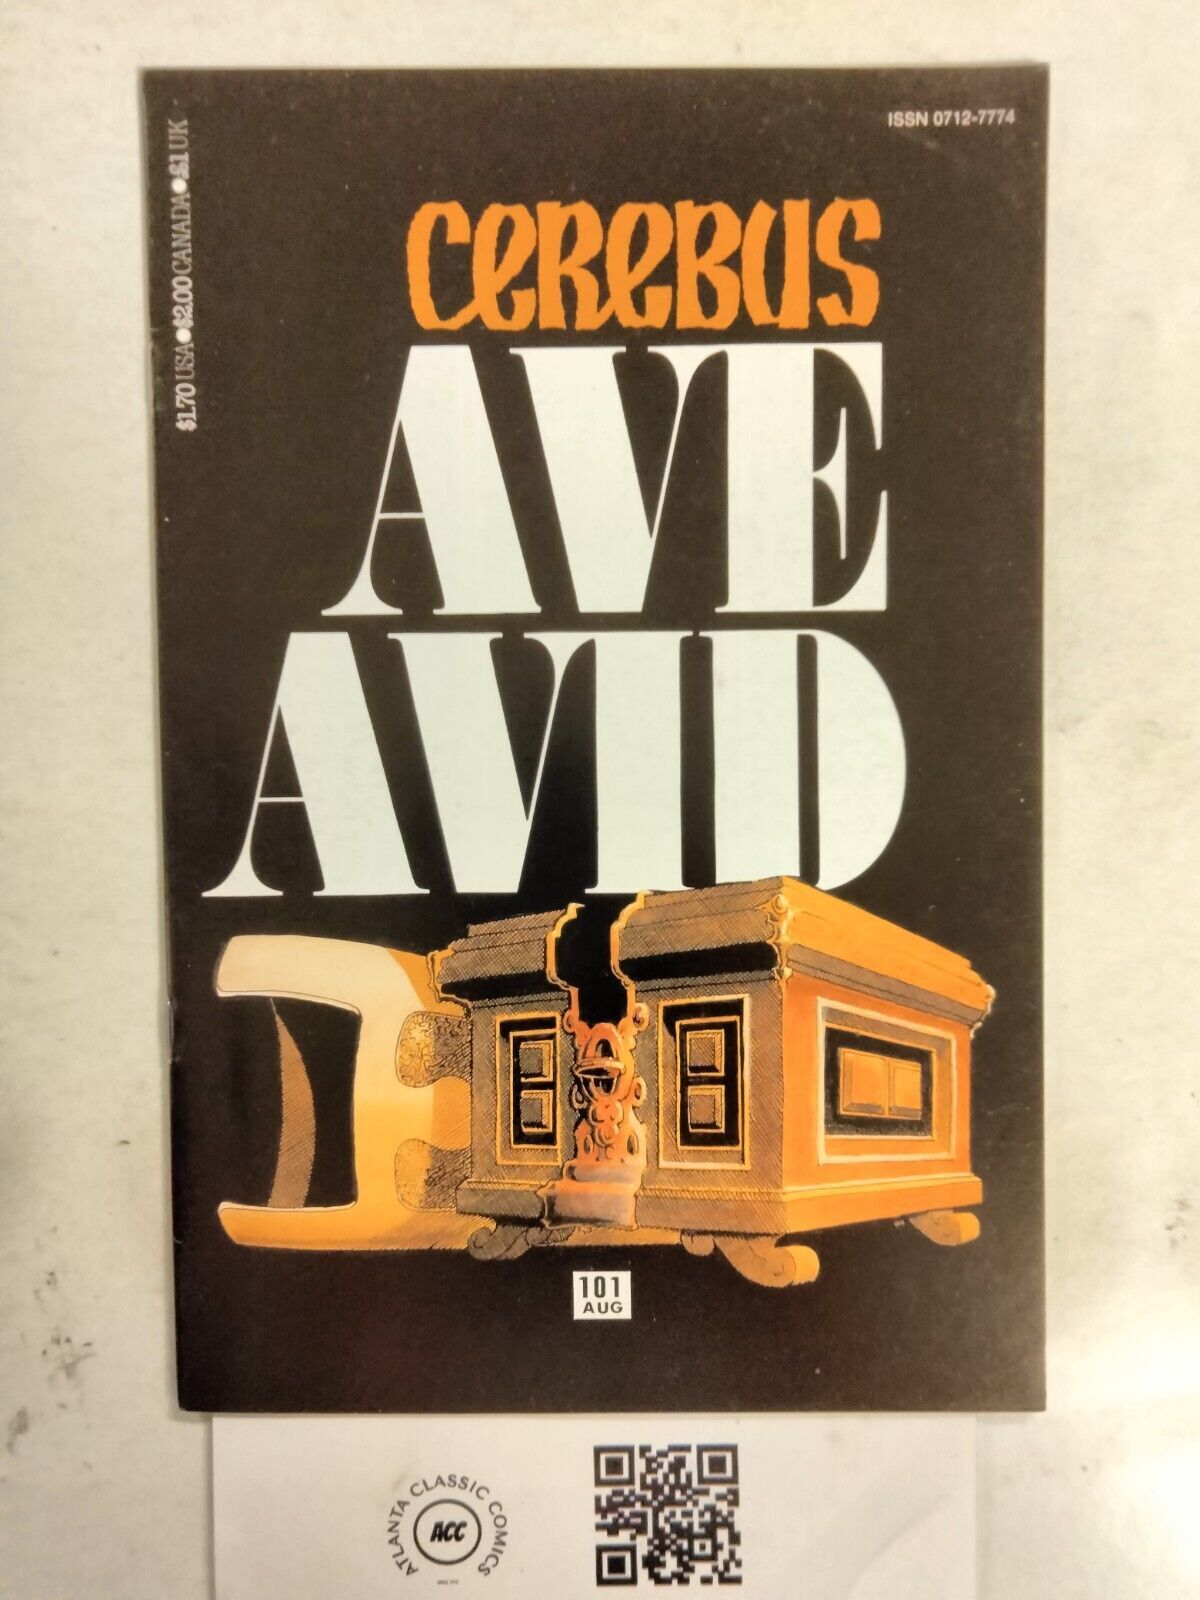 ISSN 0712-7774
$1.70 USA•$2.00 CANADA•£1 UK
CEREBUS
AVE
AVID
101
AUG
ATLANTA CLASSIC COMICS
ACC